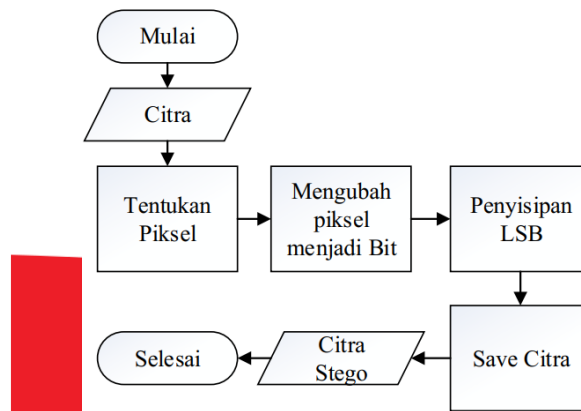 Mulai
Citra
Tentukan
Piksel
Mengubah
piksel
menjadi Bit
Penyisipan
LSB
Save Citra
Citra
Stego
Selesai